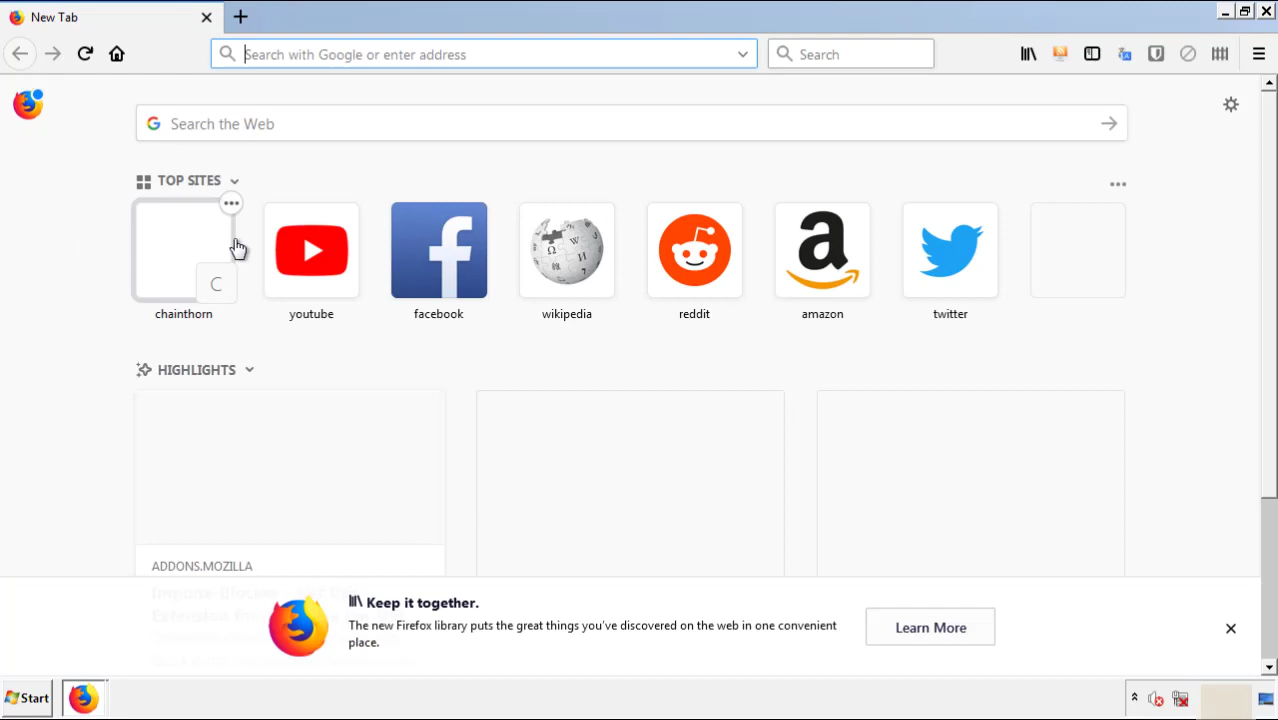 New Tab
Search with Google or enter address
Search
Search the Web
TOP SITES
C
chainthorn
youtube
facebook
wikipedia
reddit
amazon
twitter
HIGHLIGHTS
ADDONS.MOZILLA
Keep it together.
The new Firefox library puts the great things you've discovered on the web in one convenient
place.
Learn More
Start